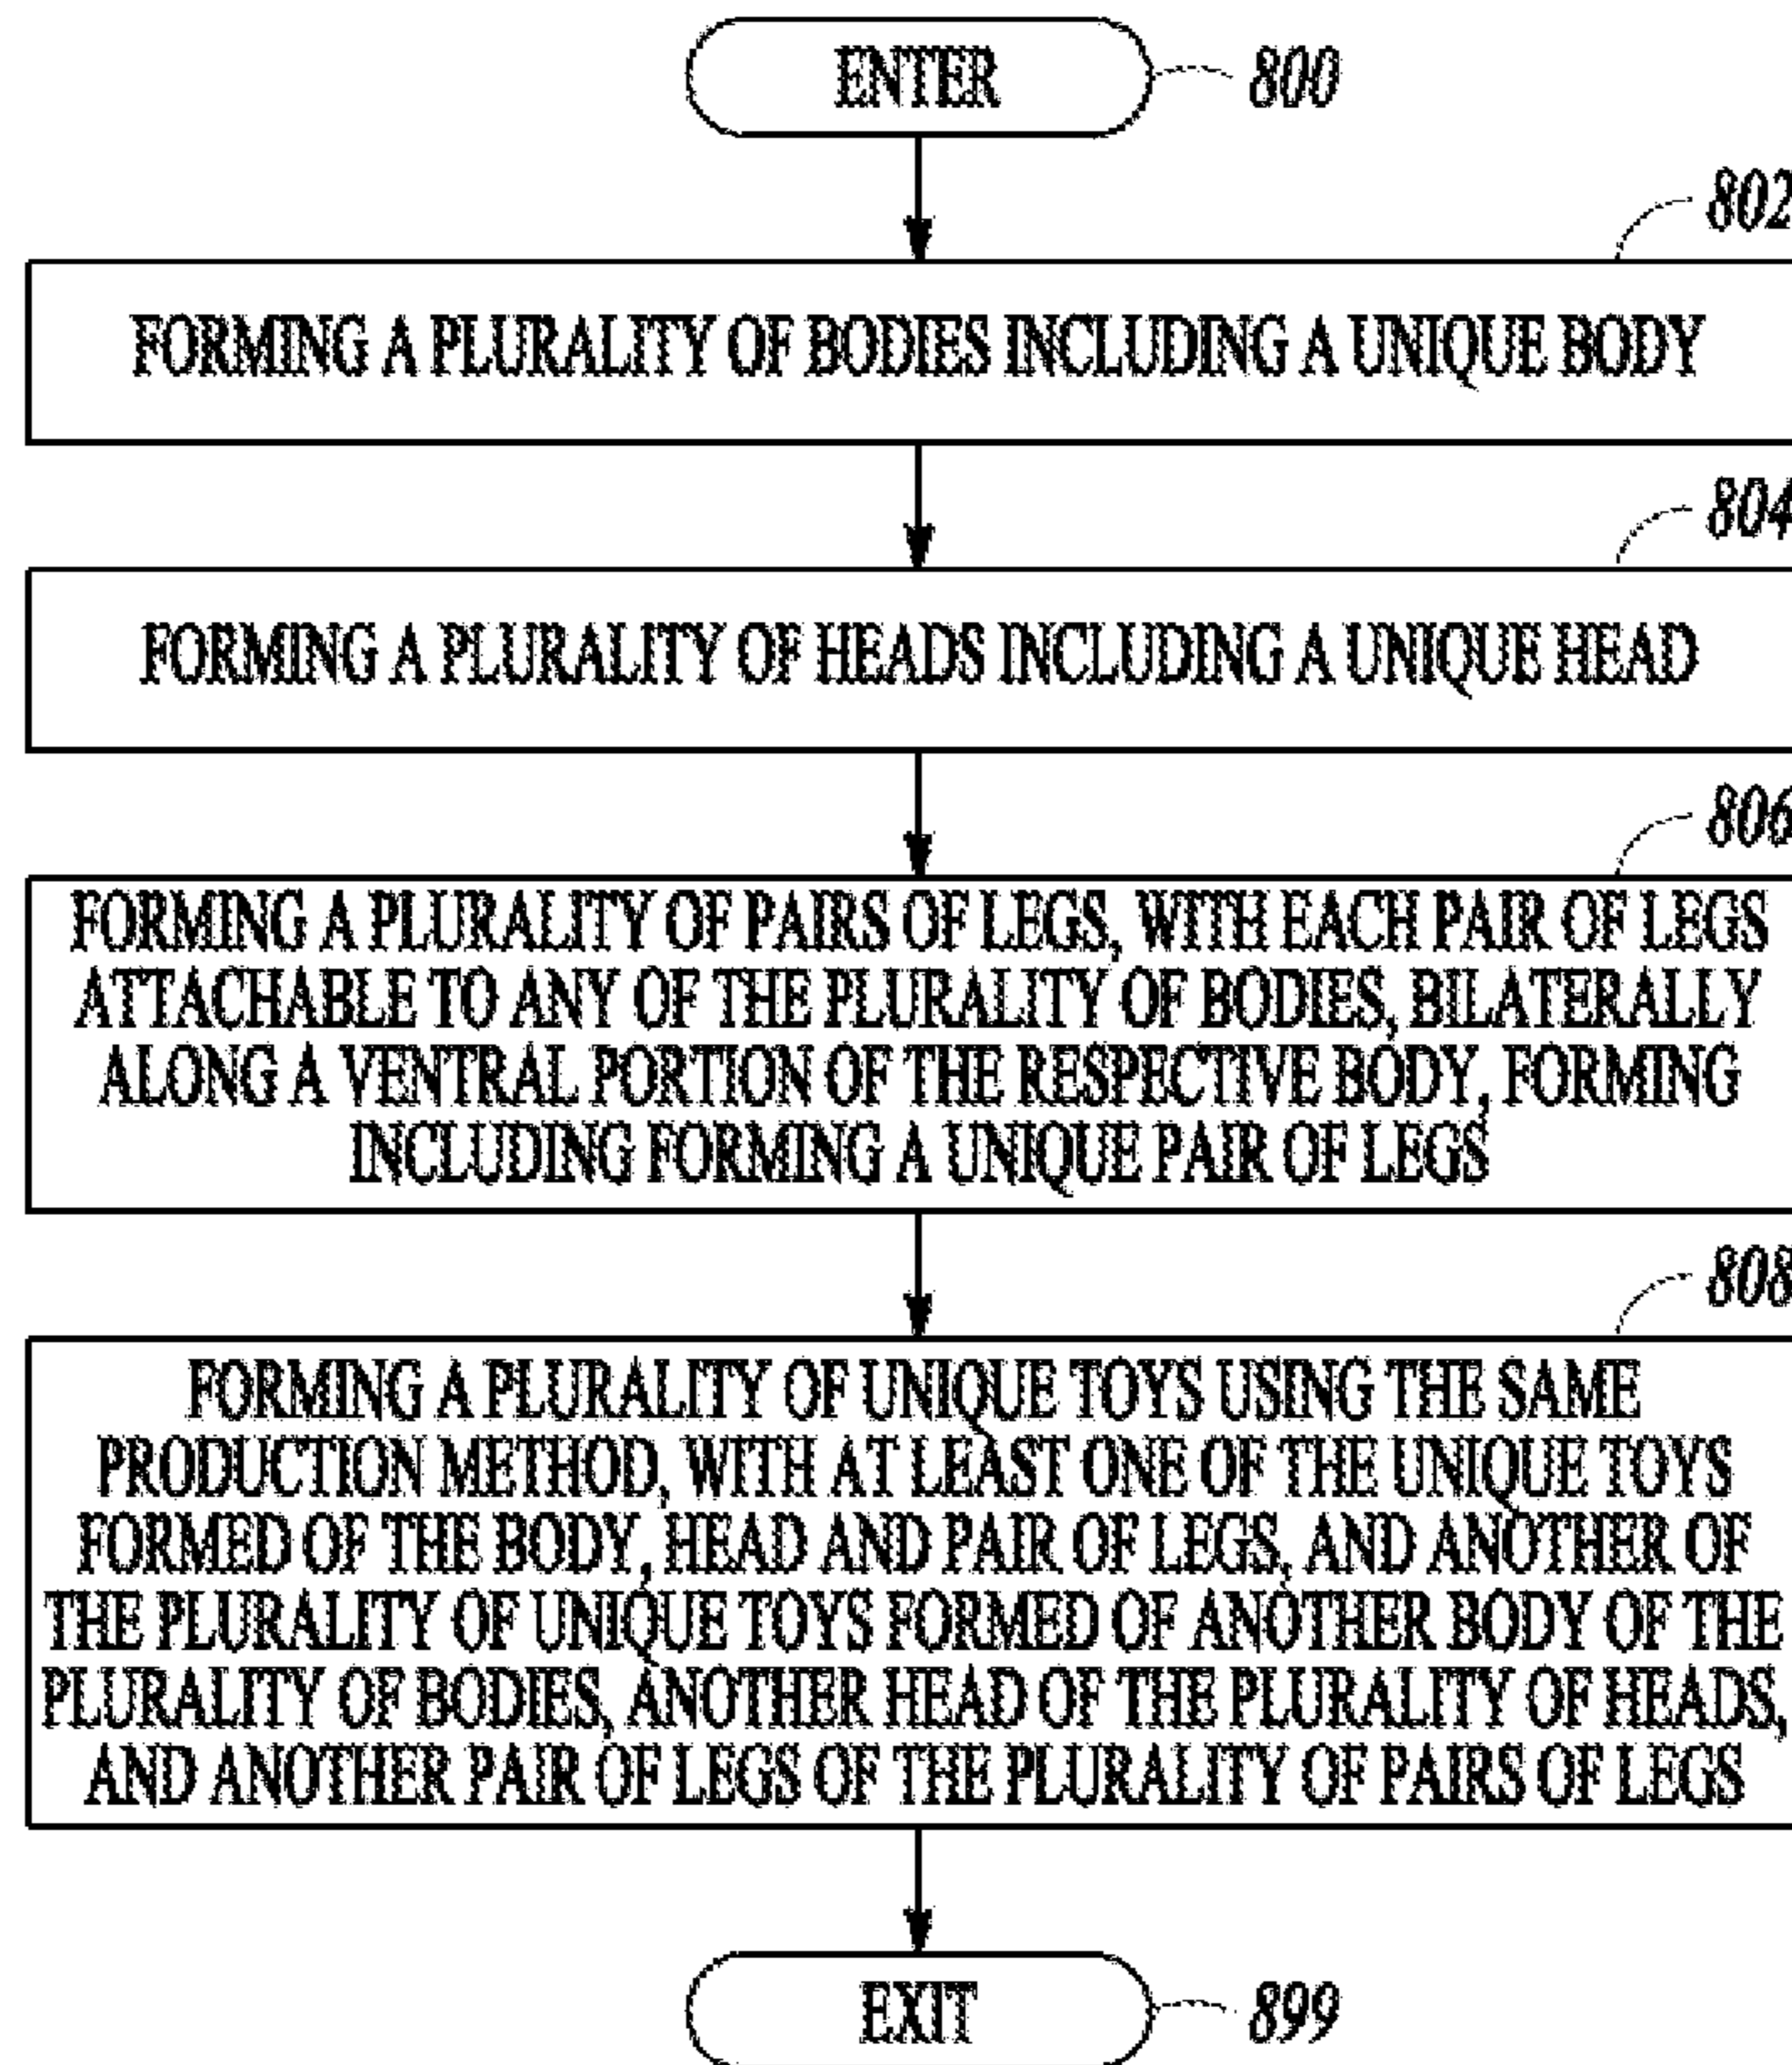 ENTER 800
802
FORMING A PLURALITY OF BODIES INCLUDING A UNIQUE BODY
804
FORMING A PLURALITY OF HEADS INCLUDING A UNIQUE HEAD
806
FORMING A PLURALITY OF PAIRS OF LEGS, WITH EACH PAIR OF LEGS
ATTACHABLE TO ANY OF THE PLURALITY OF BODIES, BILATERALLY
ALONG A VENTRAL PORTION OF THE RESPECTIVE BODY, FORMING
INCLUDING FORMING A UNIQUE PAIR OF LEGS
808
FORMING A PLURALITY OF UNIQUE TOYS USING THE SAME
PRODUCTION METHOD, WITH AT LEAST ONE OF THE UNIQUE TOYS
FORMED OF THE BODY, HEAD AND PAIR OF LEGS, AND ANOTHER OF
THE PLURALITY OF UNIQUE TOYS FORMED OF ANOTHER BODY OF THE
PLURALITY OF BODIES, ANOTHER HEAD OF THE PLURALITY OF HEADS,
AND ANOTHER PAIR OF LEGS OF THE PLURALITY OF PAIRS OF LEGS
EXIT 899